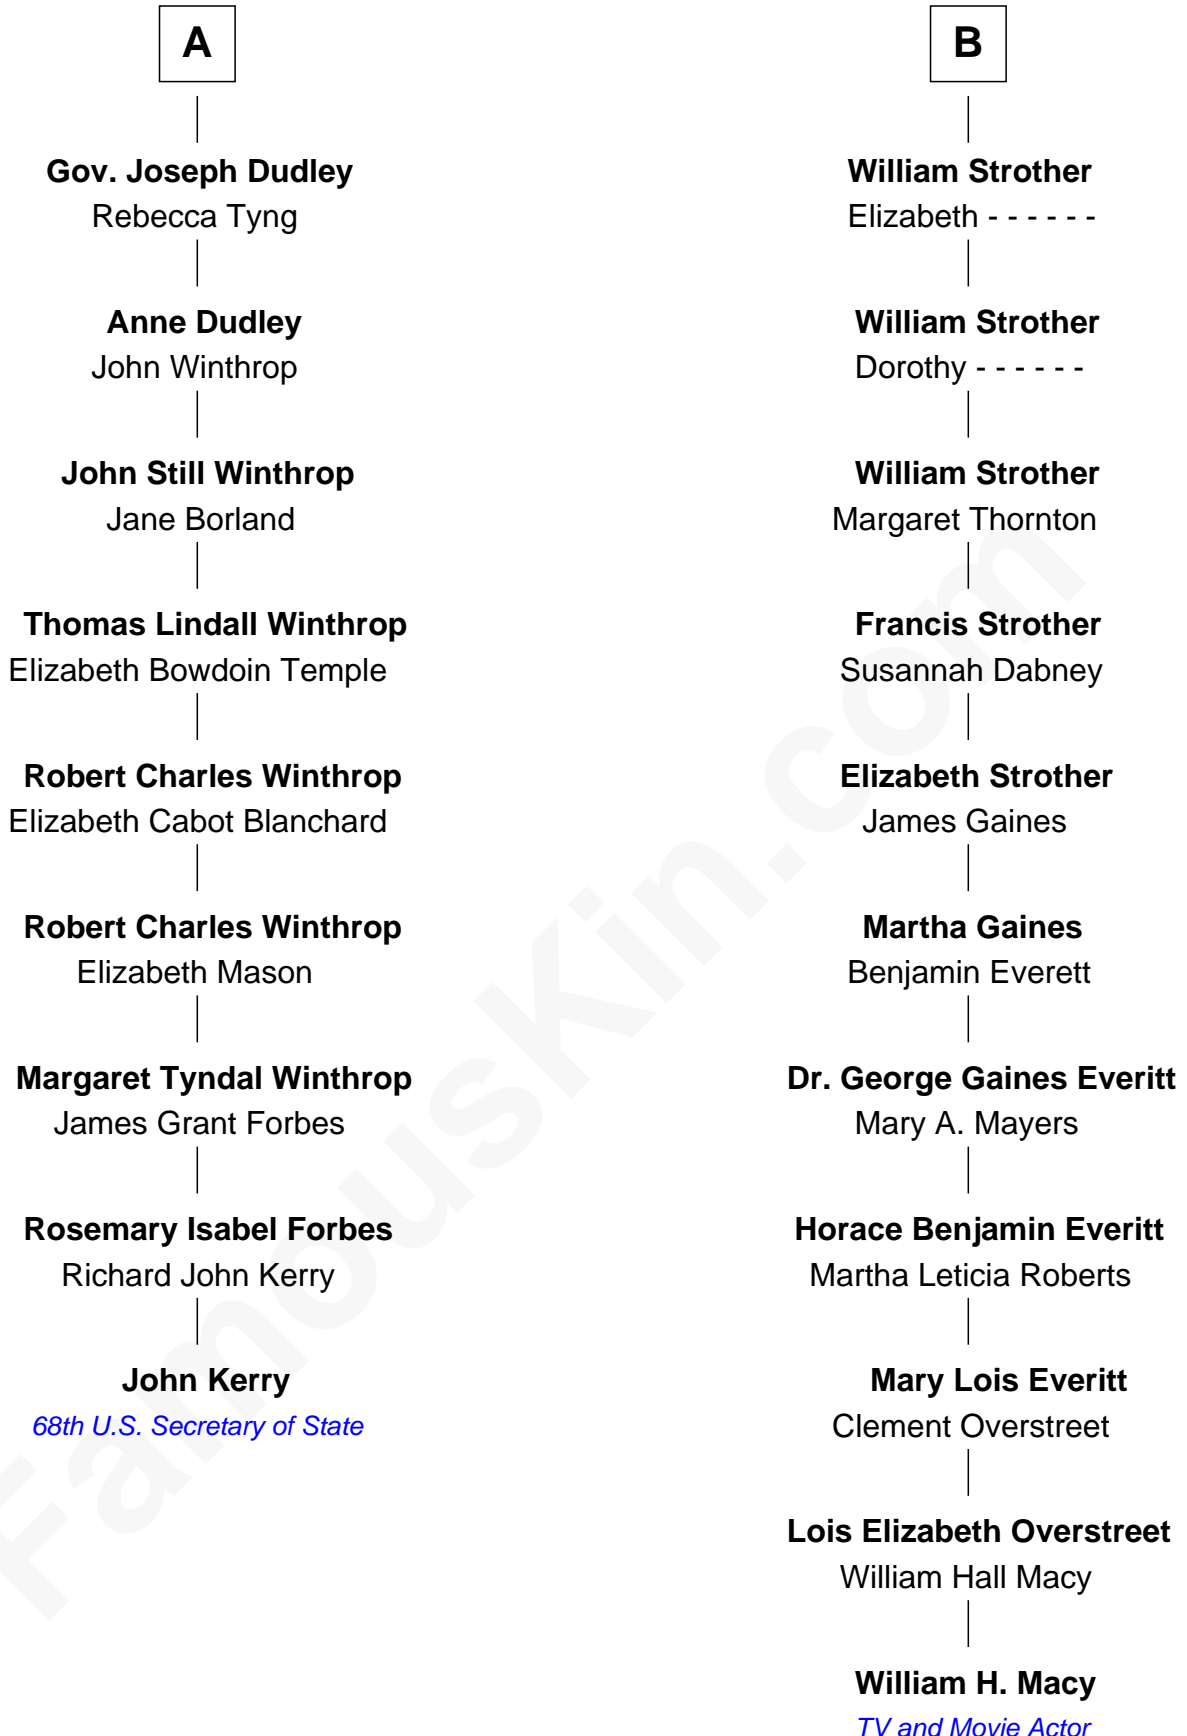 A
Gov. Joseph Dudley
Rebecca Tyng
Anne Dudley
John Winthrop
John Still Winthrop
Jane Borland
Thomas Lindall Winthrop
Elizabeth Bowdoin Temple
Robert Charles Winthrop
Elizabeth Cabot Blanchard
Robert Charles Winthrop
Elizabeth Mason
Margaret Tyndal Winthrop
James Grant Forbes
Rosemary Isabel Forbes
Richard John Kerry
John Kerry
68th U.S. Secretary of State
B
William Strother
Elizabeth - - - - - -
William Strother
Dorothy - - - - - -
William Strother
Margaret Thornton
Francis Strother
Susannah Dabney
Elizabeth Strother
James Gaines
Martha Gaines
Benjamin Everett
Dr. George Gaines Everitt
Mary A. Mayers
Horace Benjamin Everitt
Martha Leticia Roberts
Mary Lois Everitt
Clement Overstreet
Lois Elizabeth Overstreet
William Hall Macy
William H. Macy
TV and Movie Actor
FamousKin.com